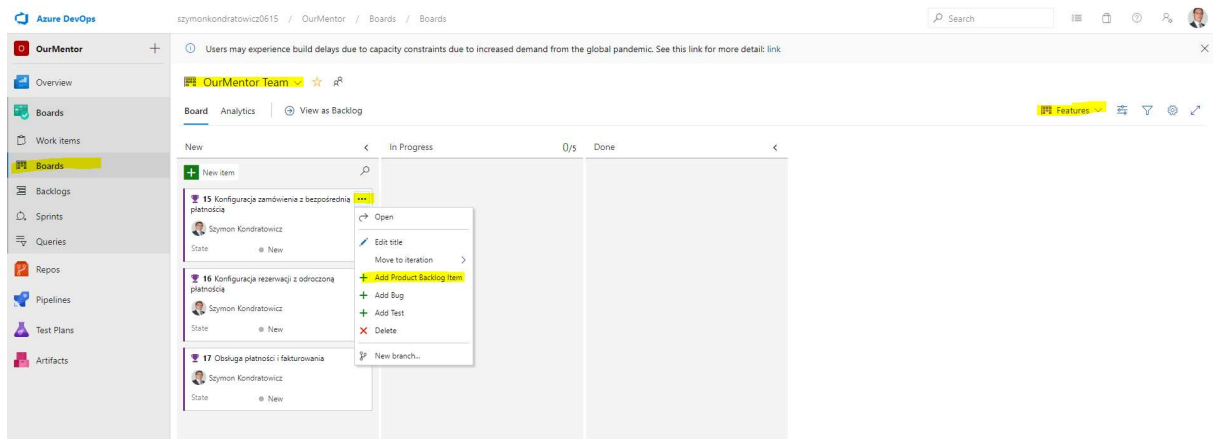 Azure DevOps
szymonkondratowicz0615 / OurMentor / Boards / Boards
Search
O OurMentor
Users may experience build delays due to capacity constraints due to increased demand from the global pandemic. See this link for more detail: link
Overview
Boards
Work items
Boards
Backlogs
Sprints
Queries
Repos
Pipelines
Test Plans
Artifacts
OurMentor Team
Board Analytics View as Backlog
Features
New
In Progress 0/5
Done
New item
15 Konfiguracja zamówienia z bezpośrednią
płatnością
Szymon Kondratowicz
State New
16 Konfiguracja rezerwacji z odroczoną
płatnością
Szymon Kondratowicz
State New
17 Obsługa płatności i fakturowania
Szymon Kondratowicz
State New
Open
Edit title
Move to iteration
Add Product Backlog Item
Add Bug
Add Test
Delete
New branch...